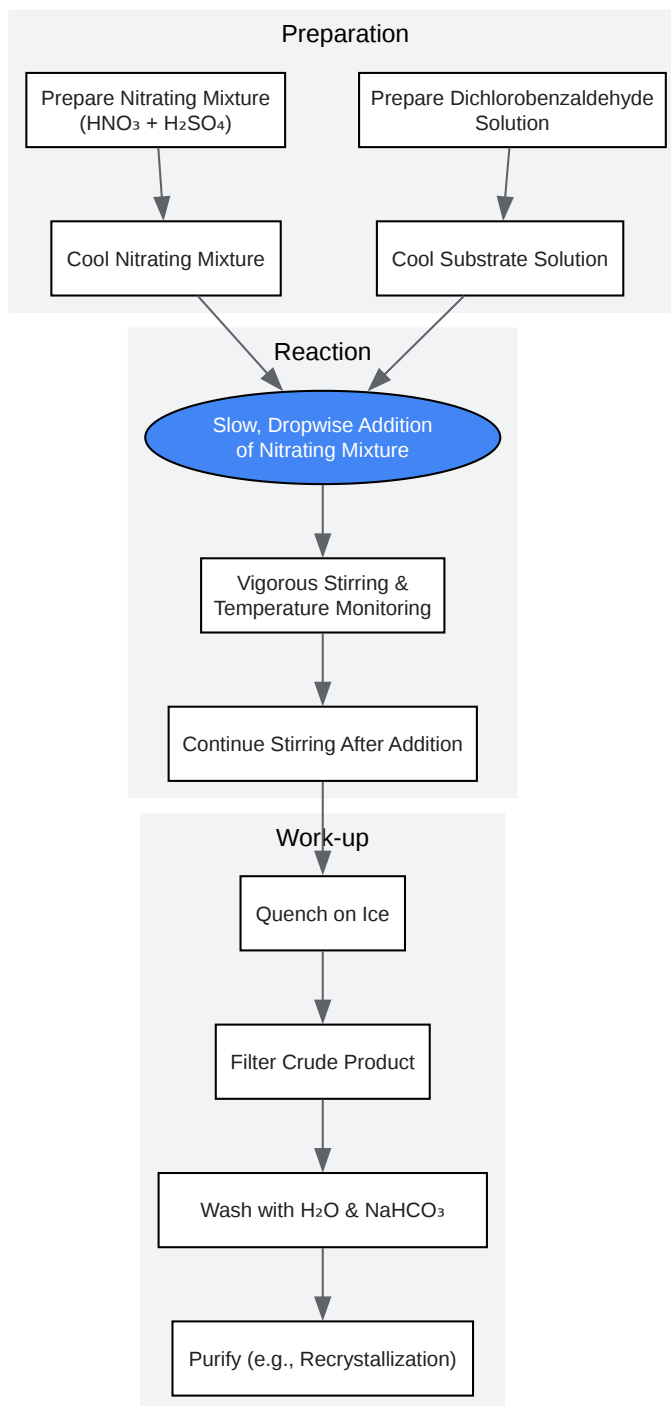 Preparation
Prepare Nitrating Mixture
(HNO₃ + H₂SO₄)
Prepare Dichlorobenzaldehyde
Solution
Cool Nitrating Mixture
Cool Substrate Solution
Reaction
Slow, Dropwise Addition
of Nitrating Mixture
Vigorous Stirring &
Temperature Monitoring
Continue Stirring After Addition
Work-up
Quench on Ice
Filter Crude Product
Wash with H₂O & NaHCO₃
Purify (e.g., Recrystallization)